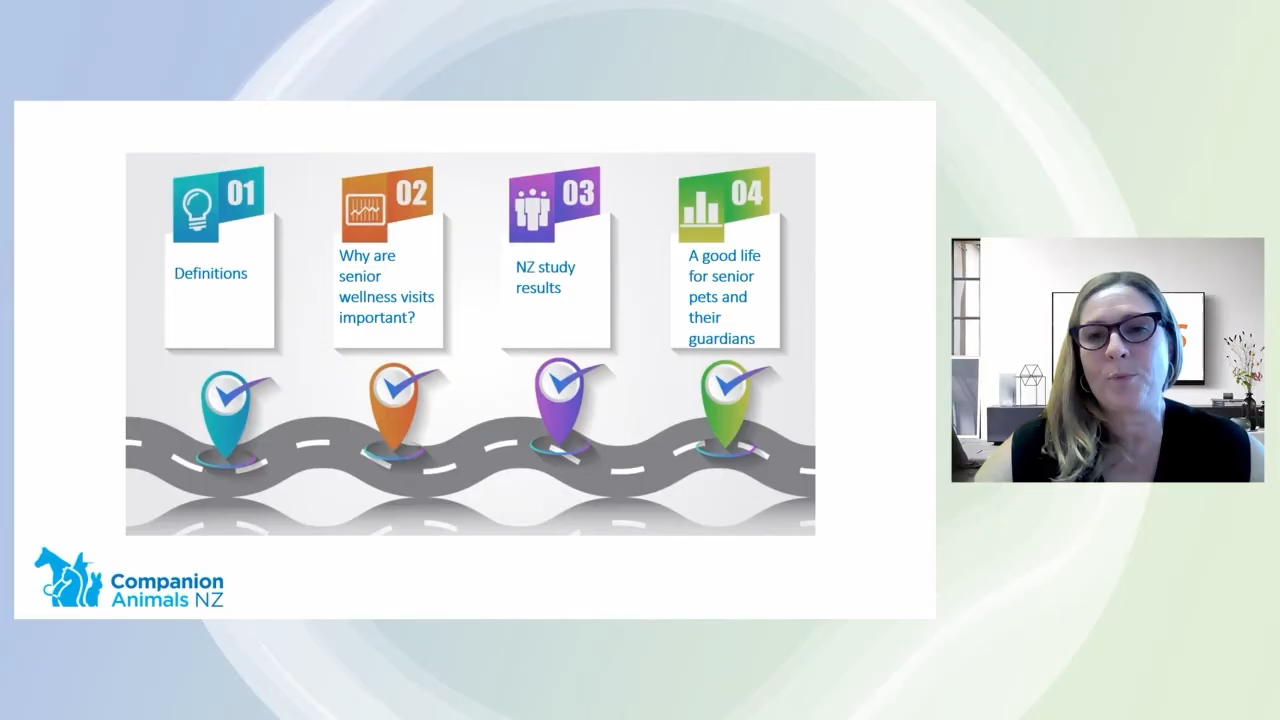 01
Definitions
02
Why are
senior
wellness visits
important?
03
NZ study
results
04
A good life
for senior
pets and
their
guardians
Companion
Animals NZ